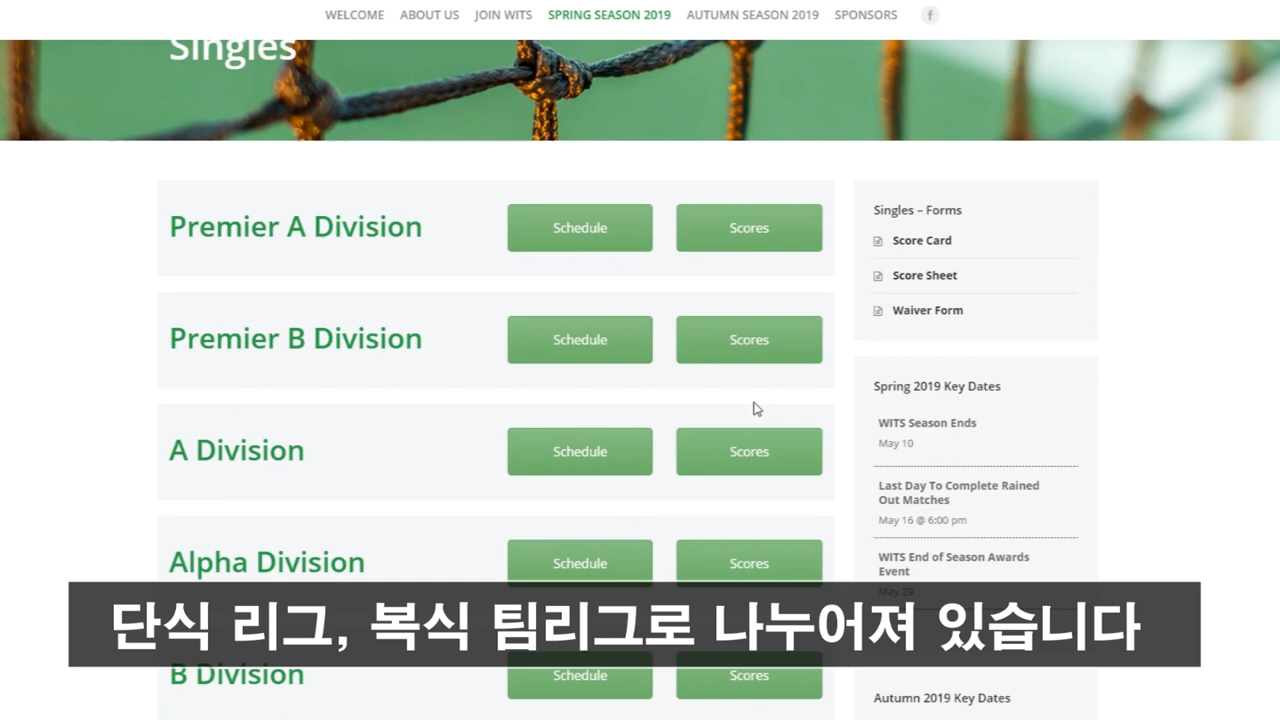 WELCOME ABOUT US JOIN WITS SPRING SEASON 2019 AUTUMN SEASON 2019 SPONSORS f
Singles
Premier A Division Schedule Scores
Premier B Division Schedule Scores
A Division Schedule Scores
Alpha Division Schedule Scores
B Division Schedule Scores
Singles – Forms
Score Card
Score Sheet
Waiver Form
Spring 2019 Key Dates
WITS Season Ends
May 10
Last Day To Complete Rained
Out Matches
May 16 @ 6:00 pm
WITS End of Season Awards
Event
May 29
Autumn 2019 Key Dates
단식 리그, 복식 팀리그로 나누어져 있습니다